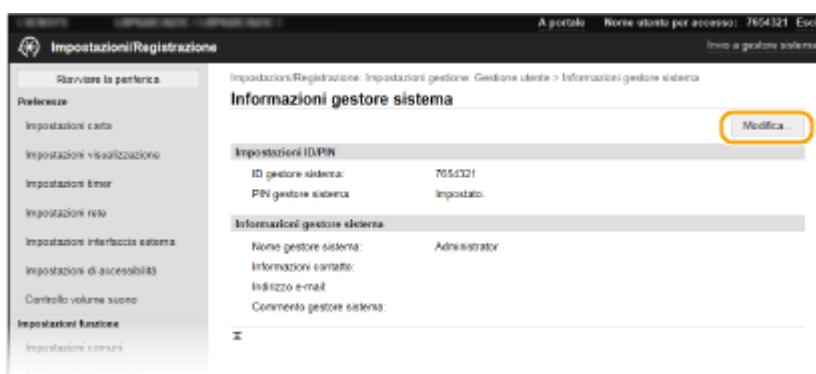 A portale Nome utente per accesso: 7654321
Impostazioni/Registrazione
Invio a gestore sistema
Riavviare la periferica
Impostazioni/Registrazione: Impostazioni gestione: Gestione utente > Informazioni gestore sistema
Preferenze
Informazioni gestore sistema
Impostazioni carta
Modifica...
Impostazioni visualizzazione
Impostazioni ID/PIN
ID gestore sistema: 7654321
Impostazioni timer
PIN gestore sistema: Impostato.
Impostazioni rete
Informazioni gestore sistema
Impostazioni interfaccia esterna
Nome gestore sistema: Administrator
Informazioni contatto:
Impostazioni di accessibilità
Indirizzo e-mail:
Controllo volume suono
Commento gestore sistema:
Impostazioni funzione
Impostazioni comuni